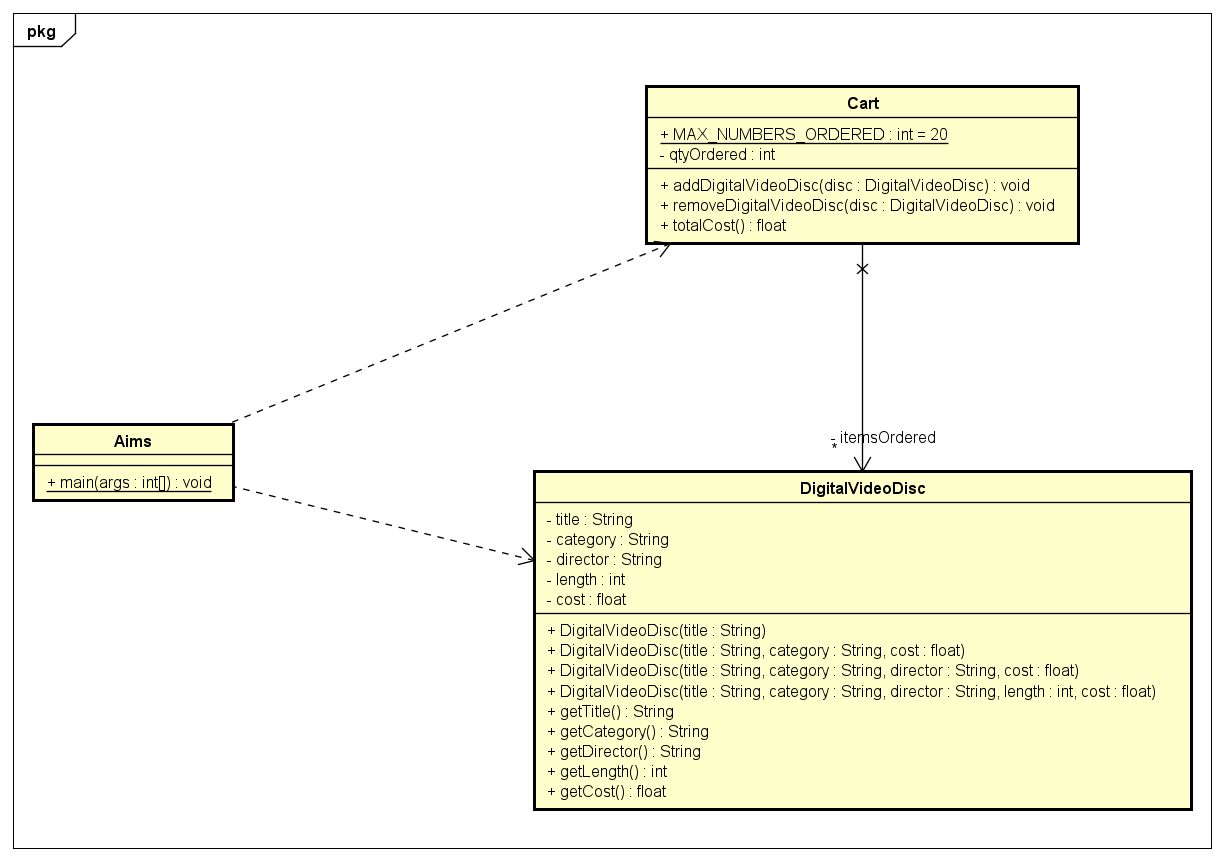 pkg
Cart
+ MAX_NUMBERS_ORDERED : int = 20
- qtyOrdered : int
+ addDigitalVideoDisc(disc : DigitalVideoDisc) : void
+ removeDigitalVideoDisc(disc : DigitalVideoDisc) : void
+ totalCost() : float
Aims
+ main(args : int[]) : void
- itemsOrdered
*
DigitalVideoDisc
- title : String
- category : String
- director : String
- length : int
- cost : float
+ DigitalVideoDisc(title : String)
+ DigitalVideoDisc(title : String, category : String, cost : float)
+ DigitalVideoDisc(title : String, category : String, director : String, cost : float)
+ DigitalVideoDisc(title : String, category : String, director : String, length : int, cost : float)
+ getTitle() : String
+ getCategory() : String
+ getDirector() : String
+ getLength() : int
+ getCost() : float